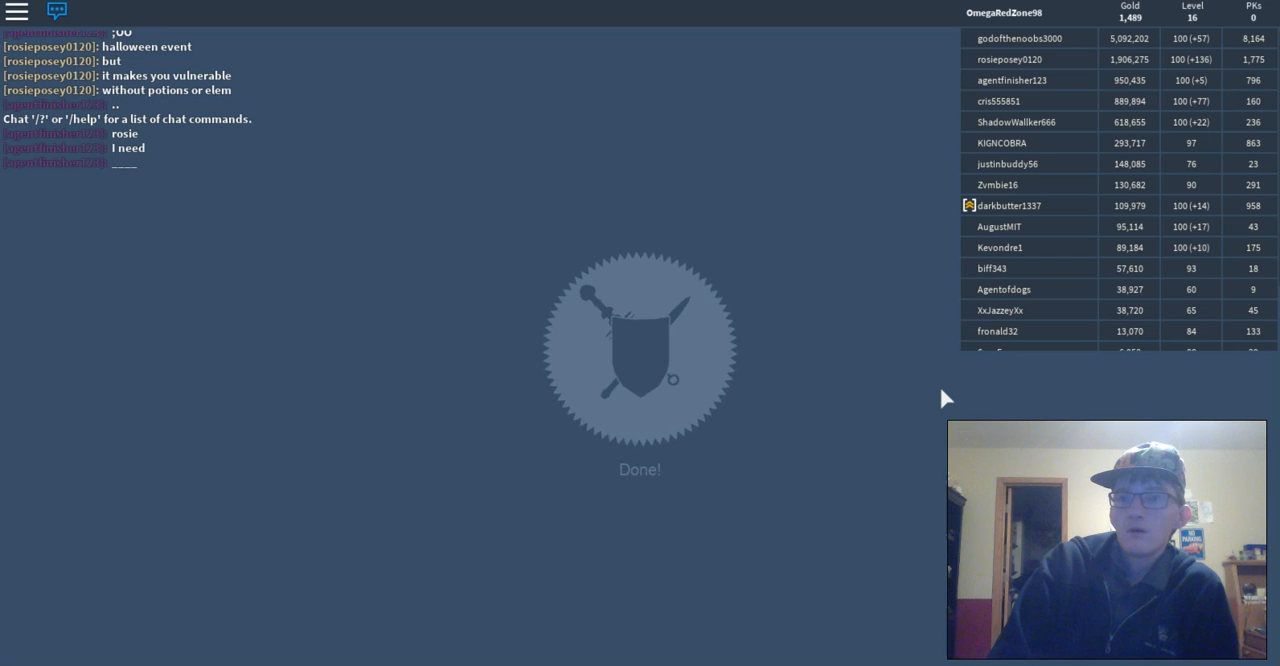 OmegaRedZone98 Gold 1,489 Level 16 PKs 0
[agentfinisher123]: ;OO
[rosieposey0120]: halloween event
[rosieposey0120]: but
[rosieposey0120]: it makes you vulnerable
[rosieposey0120]: without potions or elem
[agentfinisher123]: ..
Chat '/?' or '/help' for a list of chat commands.
[agentfinisher123]: rosie
[agentfinisher123]: I need
[agentfinisher123]: ____
godofthenoobs3000 5,092,202 100 (+57) 8,164
rosieposey0120 1,906,275 100 (+136) 1,775
agentfinisher123 950,435 100 (+5) 796
cris555851 889,894 100 (+77) 160
ShadowWallker666 618,655 100 (+22) 236
KIGNCOBRA 293,717 97 863
justinbuddy56 148,085 76 23
Zvmbie16 130,682 90 291
darkbutter1337 109,979 100 (+14) 958
AugustMIT 95,114 100 (+17) 43
Kevondre1 89,184 100 (+10) 175
biff343 57,610 93 18
Agentofdogs 38,927 60 9
XxJazzeyXx 38,720 65 45
fronald32 13,070 84 133
Done!
NO PARKING